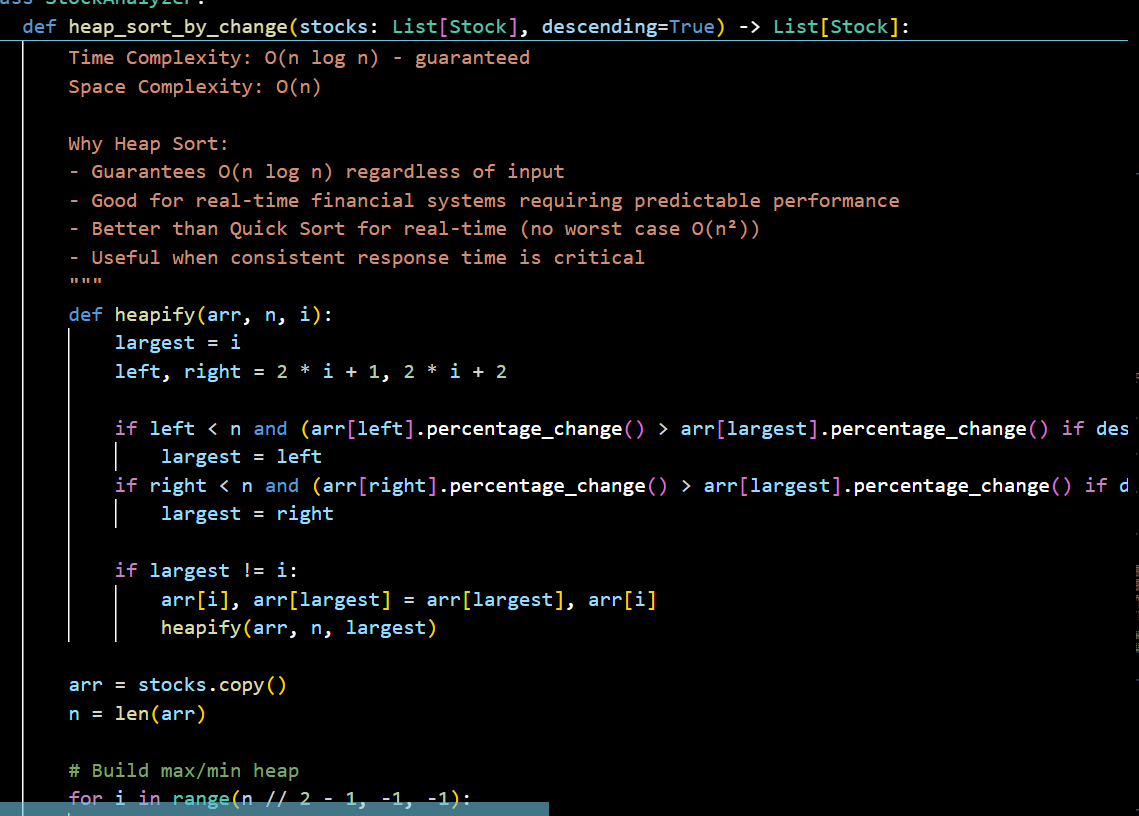 ass StockAnalyzer:
def heap_sort_by_change(stocks: List[Stock], descending=True) -> List[Stock]:
Time Complexity: O(n log n) - guaranteed
Space Complexity: O(n)
Why Heap Sort:
- Guarantees O(n log n) regardless of input
- Good for real-time financial systems requiring predictable performance
- Better than Quick Sort for real-time (no worst case O(n²))
- Useful when consistent response time is critical
"""
def heapify(arr, n, i):
largest = i
left, right = 2 * i + 1, 2 * i + 2
if left < n and (arr[left].percentage_change() > arr[largest].percentage_change() if des
largest = left
if right < n and (arr[right].percentage_change() > arr[largest].percentage_change() if d
largest = right
if largest != i:
arr[i], arr[largest] = arr[largest], arr[i]
heapify(arr, n, largest)
arr = stocks.copy()
n = len(arr)
# Build max/min heap
for i in range(n // 2 - 1, -1, -1):